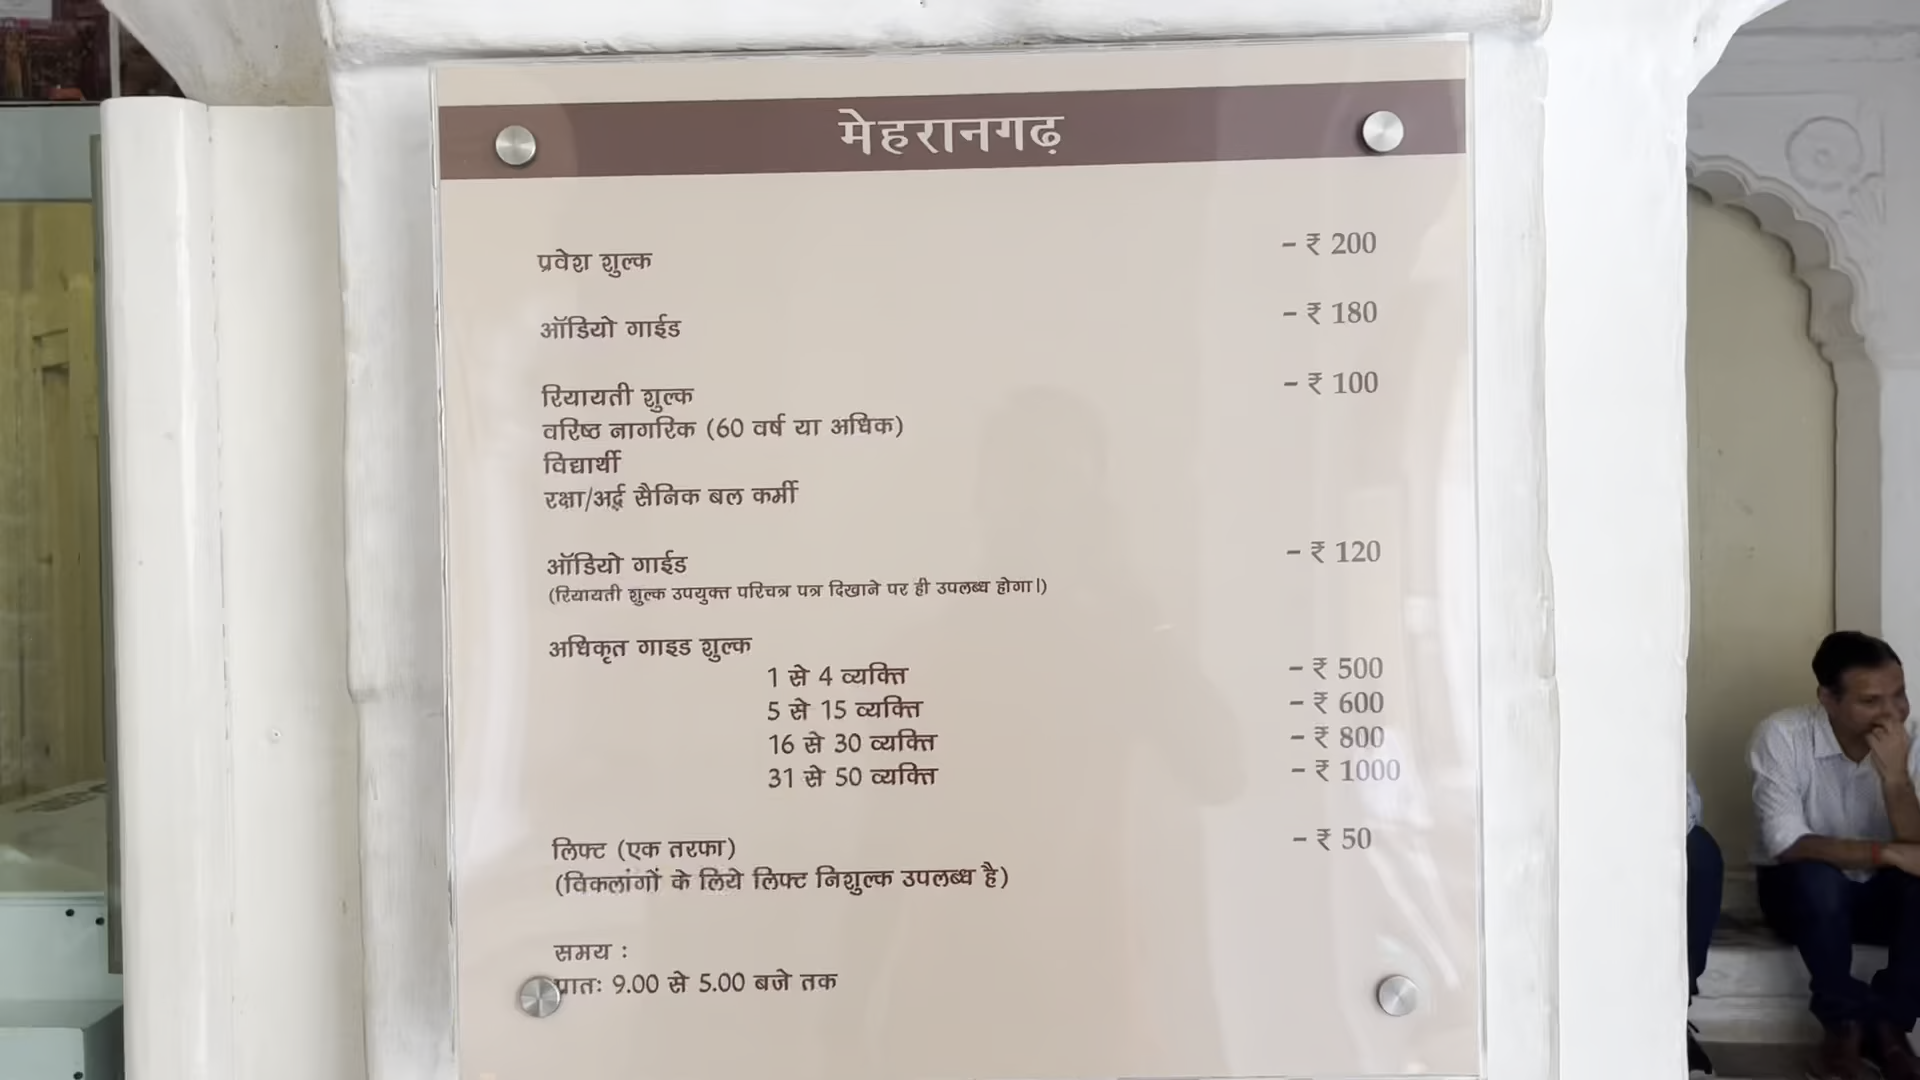 मेहरानगढ़
प्रवेश शुल्क - ₹ 200
ऑडियो गाईड - ₹ 180
रियायती शुल्क - ₹ 100
वरिष्ठ नागरिक (60 वर्ष या अधिक)
विद्यार्थी
रक्षा/अर्द्ध सैनिक बल कर्मी
ऑडियो गाईड - ₹ 120
(रियायती शुल्क उपयुक्त परिचत्र पत्र दिखाने पर ही उपलब्ध होगा।)
अधिकृत गाइड शुल्क
1 से 4 व्यक्ति - ₹ 500
5 से 15 व्यक्ति - ₹ 600
16 से 30 व्यक्ति - ₹ 800
31 से 50 व्यक्ति - ₹ 1000
लिफ्ट (एक तरफा) - ₹ 50
(विकलांगों के लिये लिफ्ट निशुल्क उपलब्ध है)
समय :
प्रातः 9.00 से 5.00 बजे तक